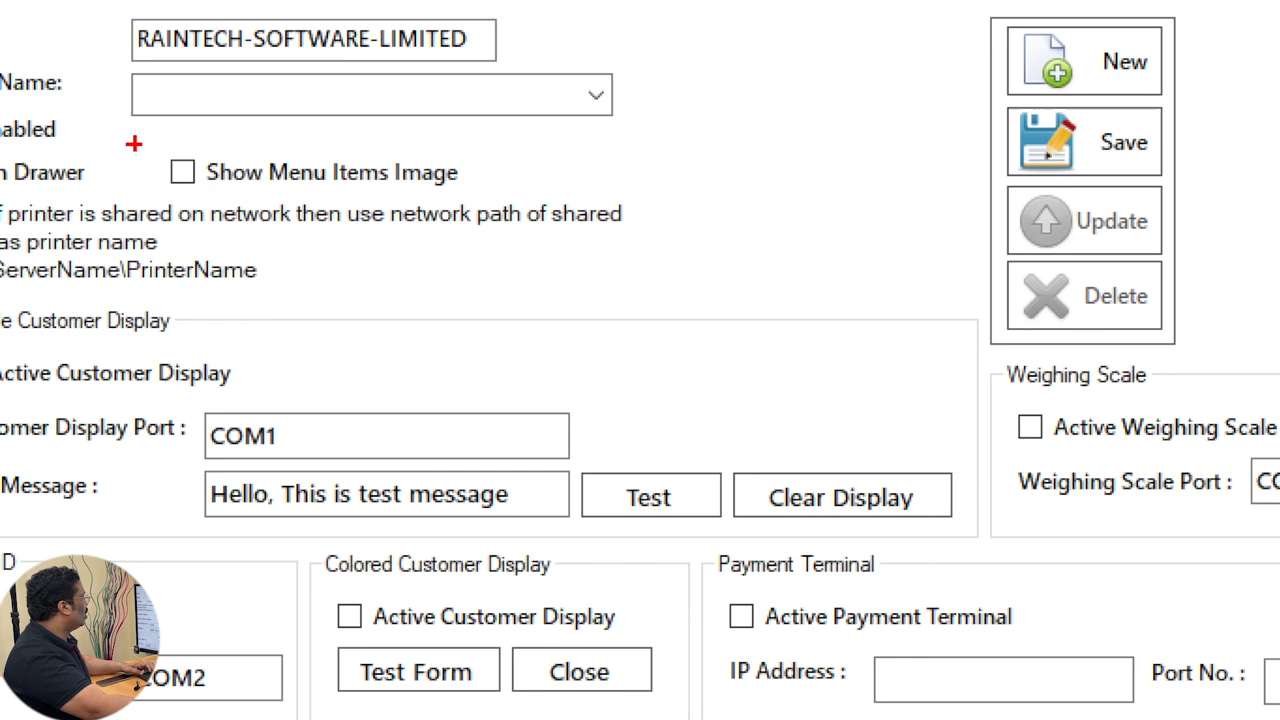 RAINTECH-SOFTWARE-LIMITED
New
Name:
Save
Drawer
Show Menu Items Image
printer is shared on network then use network path of shared
Update
as printer name
ServerName\PrinterName
Delete
Customer Display
Active Customer Display
Weighing Scale
Display Port :
COM1
Active Weighing Scale
Message :
Hello, This is test message
Test
Clear Display
Weighing Scale Port :
Colored Customer Display
Payment Terminal
Active Customer Display
Active Payment Terminal
COM2
Test Form
Close
IP Address :
Port No. :